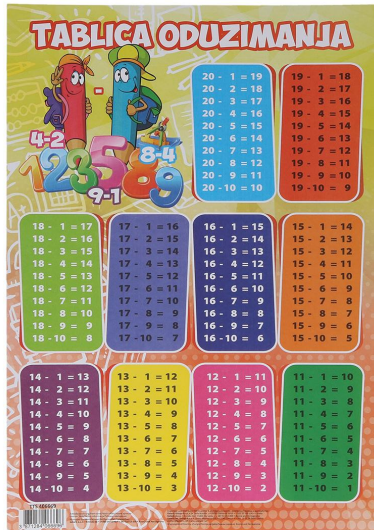 TABLICA ODUZIMANJA
-
4-2
8-4
1 2 3 5 6 8 9
9-1
20 - 1 = 19
20 - 2 = 18
20 - 3 = 17
20 - 4 = 16
20 - 5 = 15
20 - 6 = 14
20 - 7 = 13
20 - 8 = 12
20 - 9 = 11
20 - 10 = 10
19 - 1 = 18
19 - 2 = 17
19 - 3 = 16
19 - 4 = 15
19 - 5 = 14
19 - 6 = 13
19 - 7 = 12
19 - 8 = 11
19 - 9 = 10
19 - 10 = 9
18 - 1 = 17
18 - 2 = 16
18 - 3 = 15
18 - 4 = 14
18 - 5 = 13
18 - 6 = 12
18 - 7 = 11
18 - 8 = 10
18 - 9 = 9
18 - 10 = 8
17 - 1 = 16
17 - 2 = 15
17 - 3 = 14
17 - 4 = 13
17 - 5 = 12
17 - 6 = 11
17 - 7 = 10
17 - 8 = 9
17 - 9 = 8
17 - 10 = 7
16 - 1 = 15
16 - 2 = 14
16 - 3 = 13
16 - 4 = 12
16 - 5 = 11
16 - 6 = 10
16 - 7 = 9
16 - 8 = 8
16 - 9 = 7
16 - 10 = 6
15 - 1 = 14
15 - 2 = 13
15 - 3 = 12
15 - 4 = 11
15 - 5 = 10
15 - 6 = 9
15 - 7 = 8
15 - 8 = 7
15 - 9 = 6
15 - 10 = 5
14 - 1 = 13
14 - 2 = 12
14 - 3 = 11
14 - 4 = 10
14 - 5 = 9
14 - 6 = 8
14 - 7 = 7
14 - 8 = 6
14 - 9 = 5
14 - 10 = 4
13 - 1 = 12
13 - 2 = 11
13 - 3 = 10
13 - 4 = 9
13 - 5 = 8
13 - 6 = 7
13 - 7 = 6
13 - 8 = 5
13 - 9 = 4
13 - 10 = 3
12 - 1 = 11
12 - 2 = 10
12 - 3 = 9
12 - 4 = 8
12 - 5 = 7
12 - 6 = 6
12 - 7 = 5
12 - 8 = 4
12 - 9 = 3
12 - 10 = 2
11 - 1 = 10
11 - 2 = 9
11 - 3 = 8
11 - 4 = 7
11 - 5 = 6
11 - 6 = 5
11 - 7 = 4
11 - 8 = 3
11 - 9 = 2
11 - 10 = 1